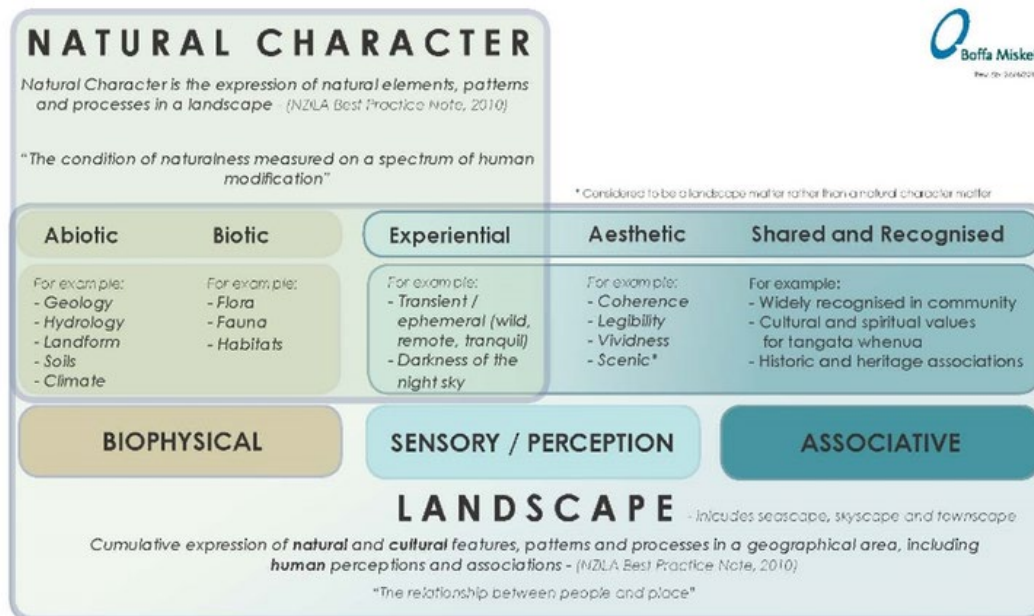 NATURAL CHARACTER
Natural Character is the expression of natural elements, patterns
and processes in a landscape - (NZILA Best Practice Note, 2010)
"The condition of naturalness measured on a spectrum of human
modification"
Boffa Miskel
* Considered to be a landscape matter rather than a natural character matter
Abiotic
For example:
- Geology
- Hydrology
- Landform
- Soils
- Climate
Biotic
For example:
- Flora
- Fauna
- Habitats
Experiential
For example:
- Transient /
ephemeral (wild,
remote, tranquil)
- Darkness of the
night sky
Aesthetic
For example:
- Coherence
- Legibility
- Vividness
- Scenic*
Shared and Recognised
For example:
- Widely recognised in community
- Cultural and spiritual values
for tangata whenua
- Historic and heritage associations
BIOPHYSICAL
SENSORY / PERCEPTION
ASSOCIATIVE
LANDSCAPE - inlcudes seascape, skyscape and townscape
Cumulative expression of natural and cultural features, patterns and processes in a geographical area, including
human perceptions and associations - (NZILA Best Practice Note, 2010)
"The relationship between people and place"